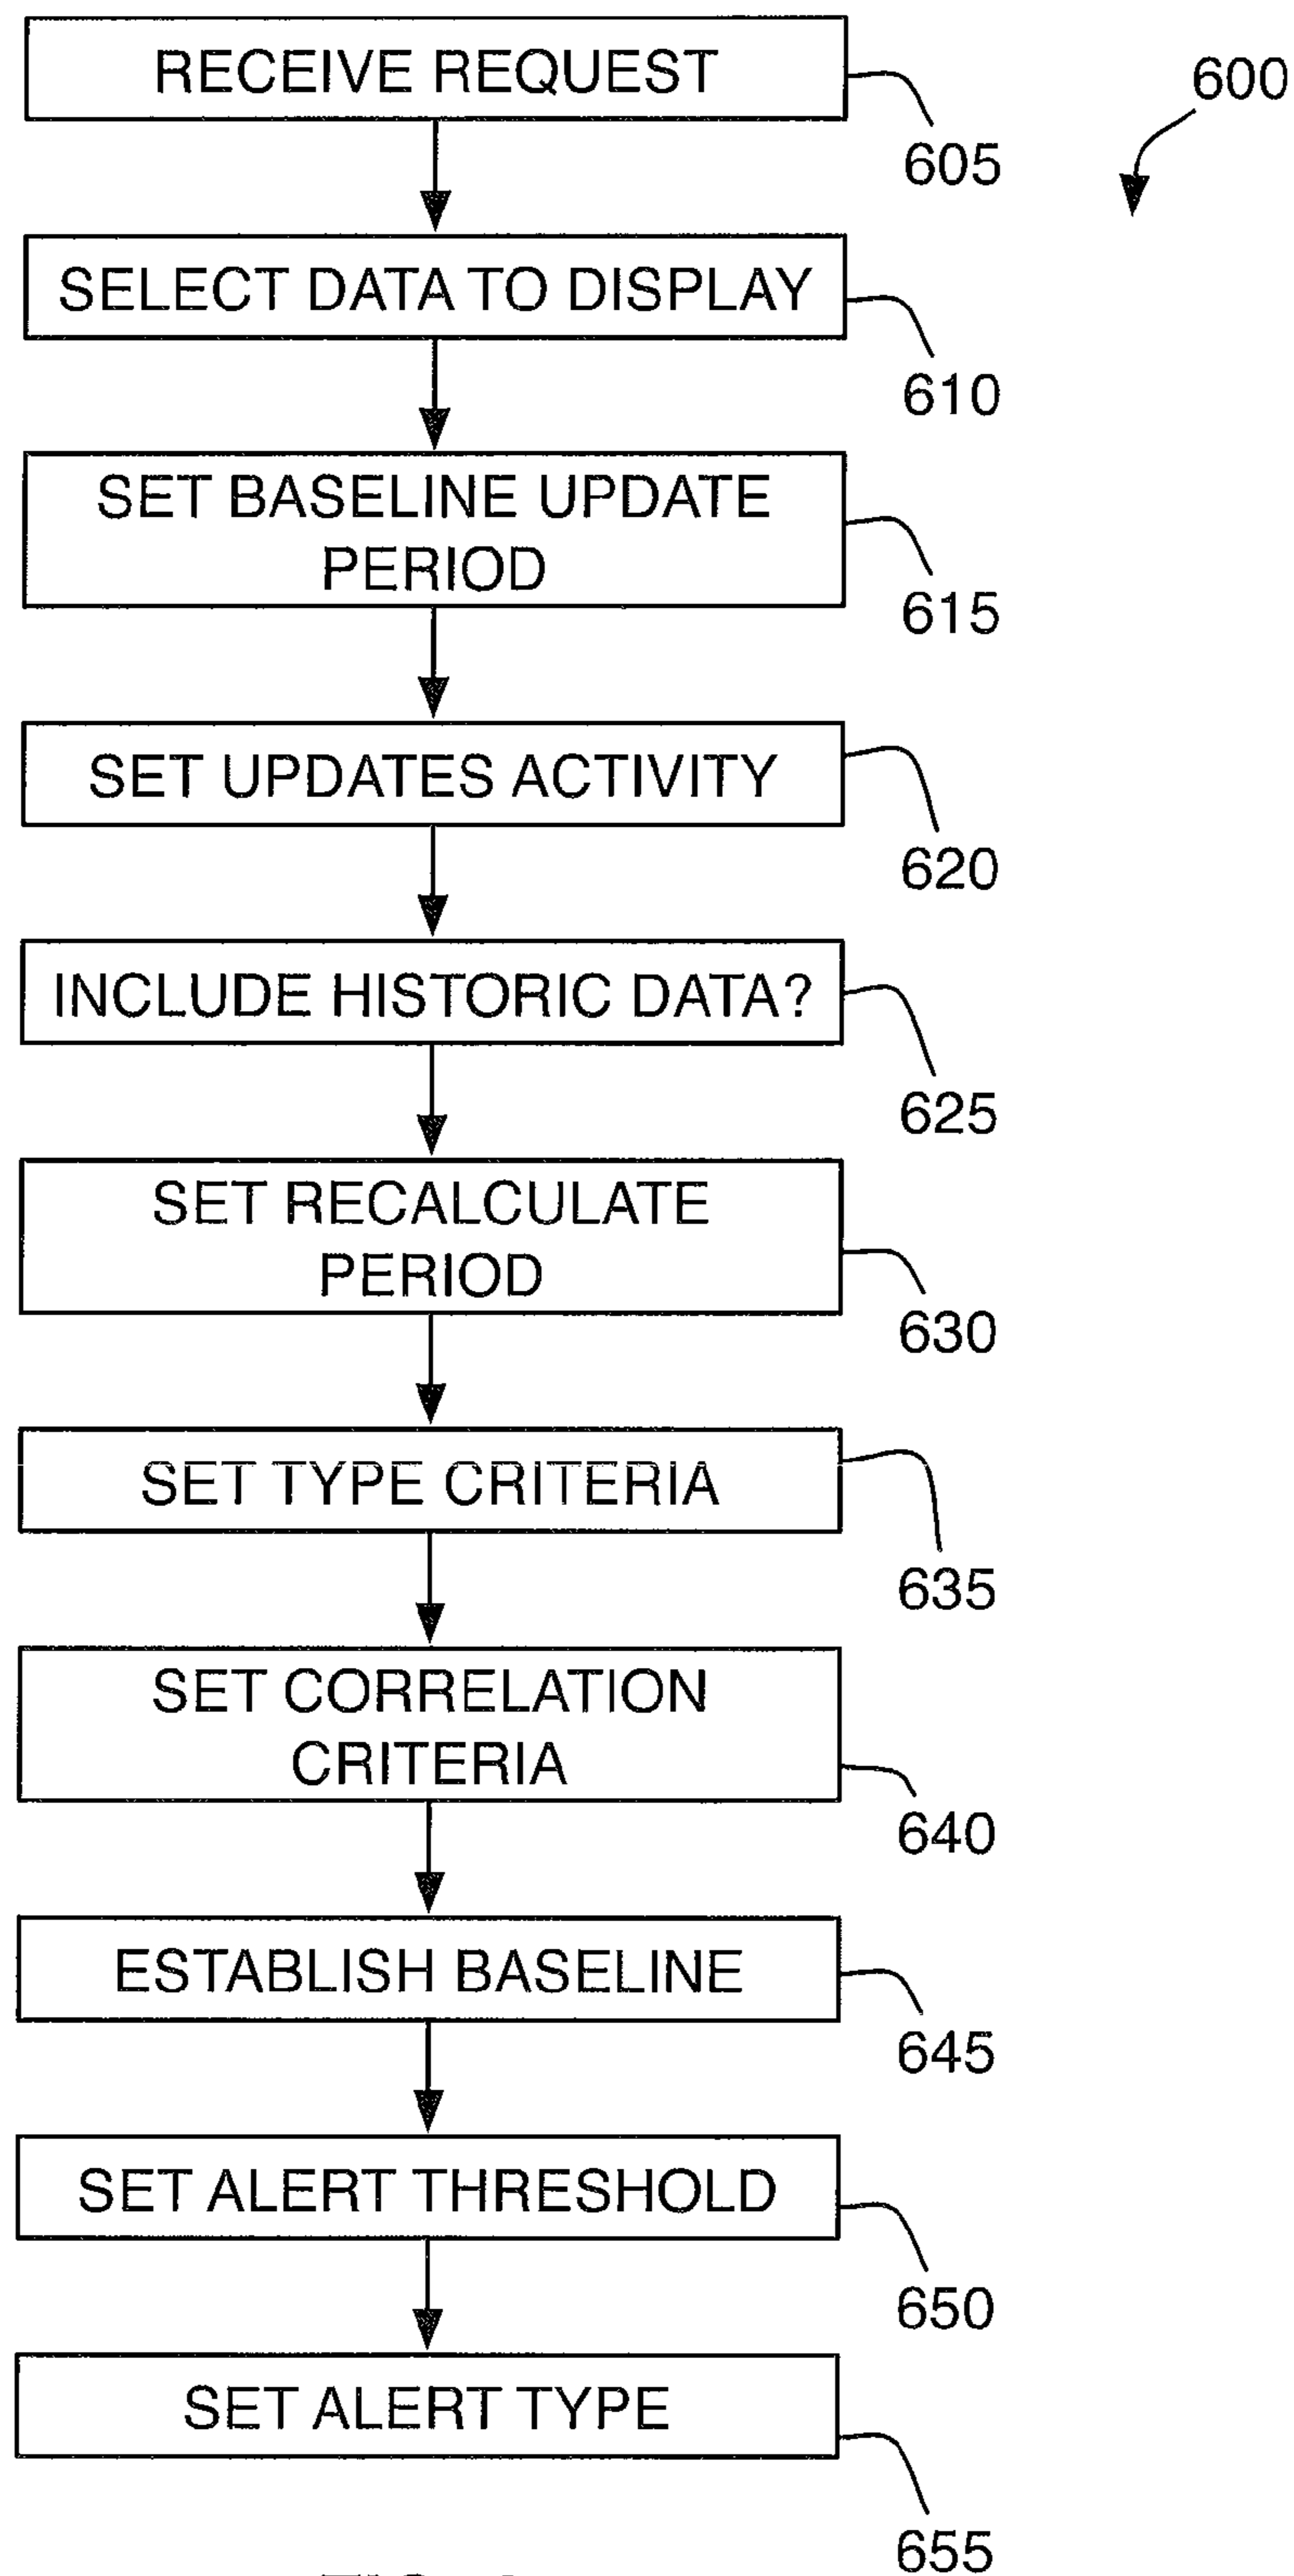 RECEIVE REQUEST
600
605
SELECT DATA TO DISPLAY
610
SET BASELINE UPDATE
PERIOD
615
SET UPDATES ACTIVITY
620
INCLUDE HISTORIC DATA?
625
SET RECALCULATE
PERIOD
630
SET TYPE CRITERIA
635
SET CORRELATION
CRITERIA
640
ESTABLISH BASELINE
645
SET ALERT THRESHOLD
650
SET ALERT TYPE
655